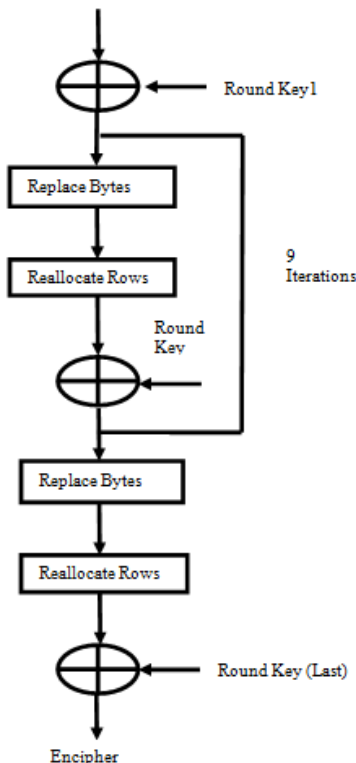 Round Key1
Replace Bytes
Reallocate Rows
9
Iterations
Round
Key
Replace Bytes
Reallocate Rows
Round Key (Last)
Encipher